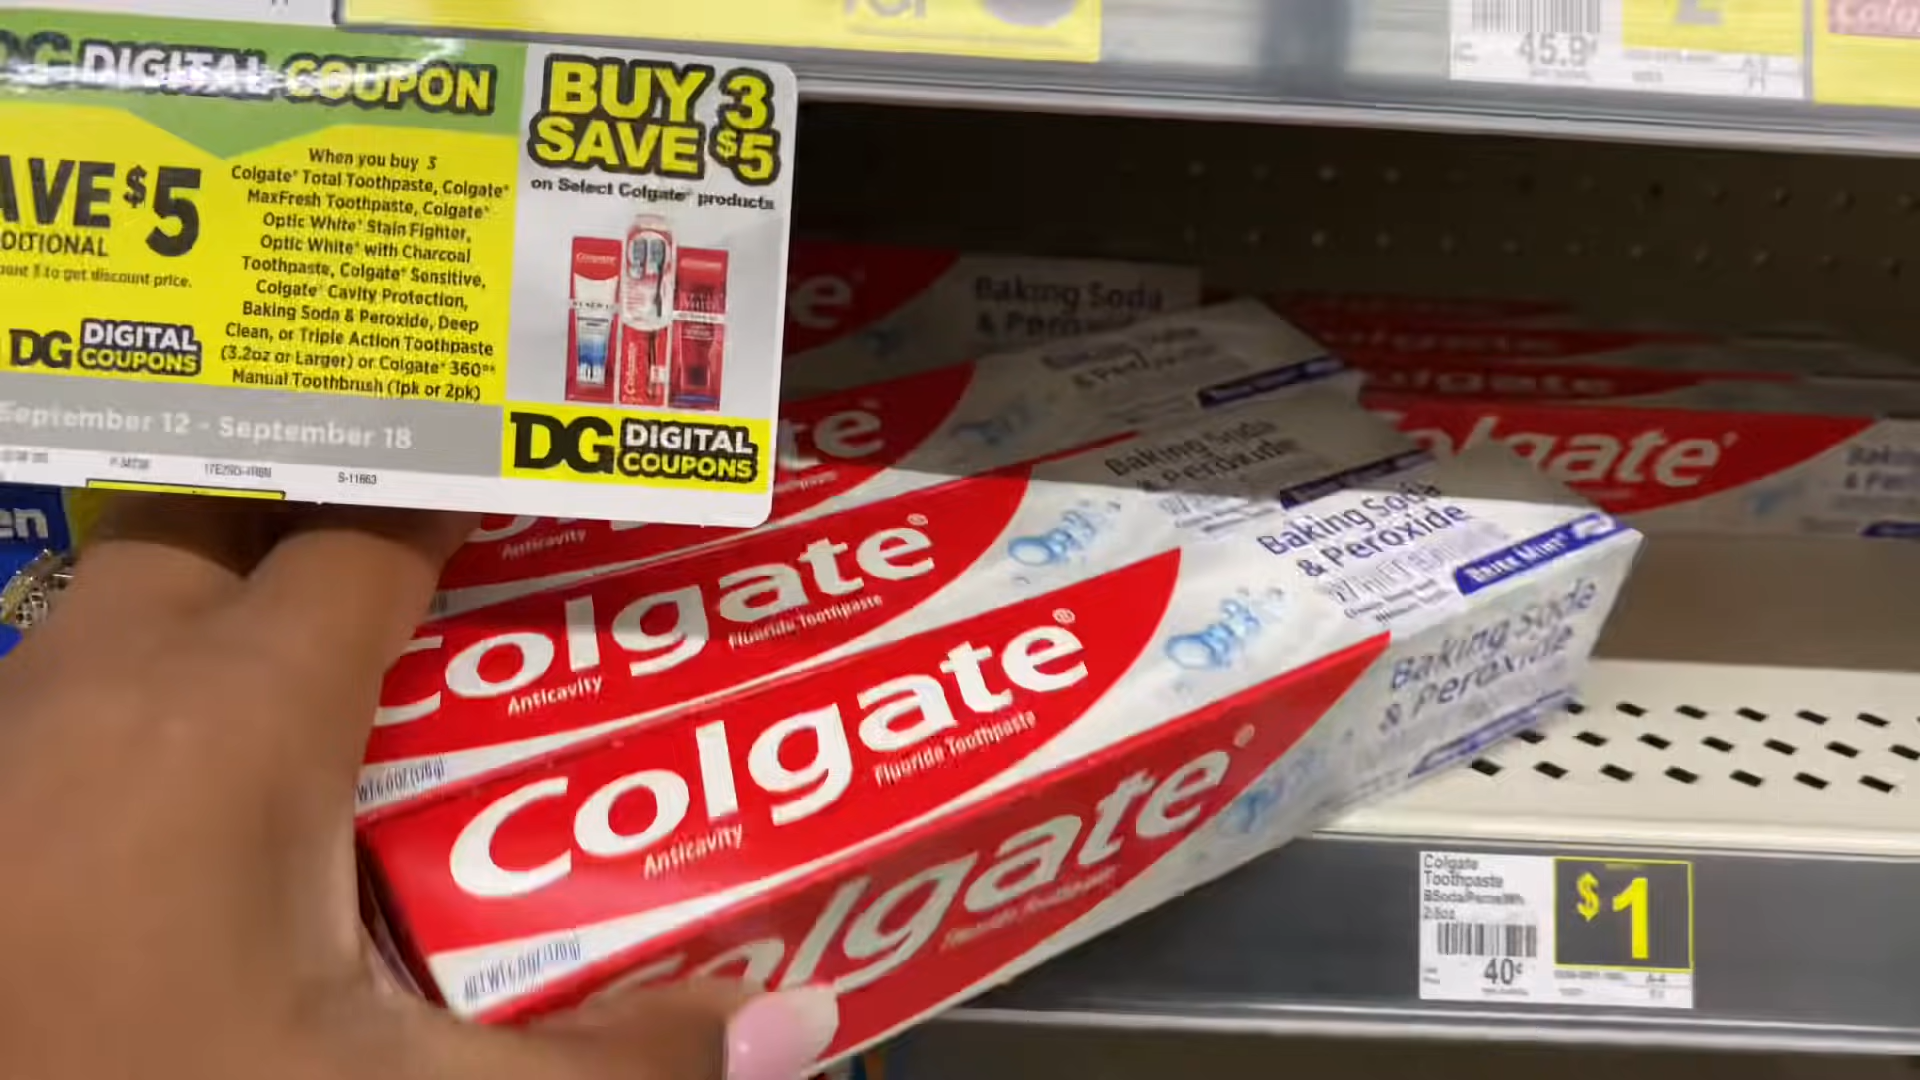 DIGITAL COUPON
AVE $5
DITIONAL
to get discount price.
DG DIGITAL
COUPONS
When you buy 3
Colgate® Total Toothpaste, Colgate®
MaxFresh Toothpaste, Colgate®
Optic White® Stain Fighter,
Optic White® with Charcoal
Toothpaste, Colgate® Sensitive,
Colgate® Cavity Protection,
Baking Soda & Peroxide, Deep
Clean, or Triple Action Toothpaste
(3.2oz or Larger) or Colgate® 360°®
Manual Toothbrush (1pk or 2pk)
September 12 - September 18
S-11663
BUY 3
SAVE $5
on Select Colgate® products
DG DIGITAL
COUPONS
en
45.9¢
Baking Soda
Colgate®
Anticavity
Colgate®
Fluoride Toothpaste
Anticavity
Baking Soda
& Peroxide
Colgate®
Fluoride Toothpaste
Anticavity
Baking Soda
& Peroxide
Brisk Mint®
Colgate®
Baking Soda
& Peroxide
Colgate
Toothpaste
$1
40¢